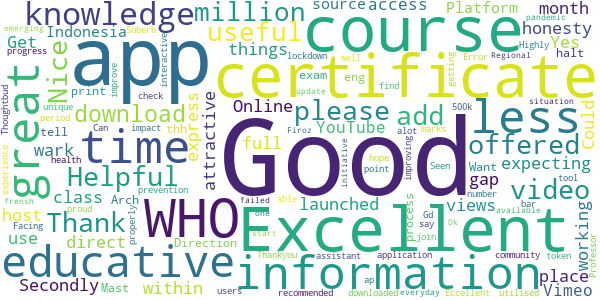 knowledge million source access Platform month
emerging Indonesia useful honesty
Suberb things Yes
progress Get lockdown Error Highly pandemic
course
app Nice interactive exam eng well getting Regional halt
print improve check
certificate
Thoughtbud great unique download express update find situation
period Online please add 500k
tell Can impact thh YouTube
time full Firoz alot marks less Could
wark health attractive improving
Good
offered
Helpful prevention initiative hope point Seen Want gap expecting
class Arch
experience host frensh proud WHO launched views number tool video working
Thank process Gd bar
use Facing direct properly failed able one say Ok available place
Excellent
educative
Direction start join community token Professor
Thankyou assistant application
information
Secondly Mast within users recommended ap downloaded everyday Eccellent utilised Vimeo